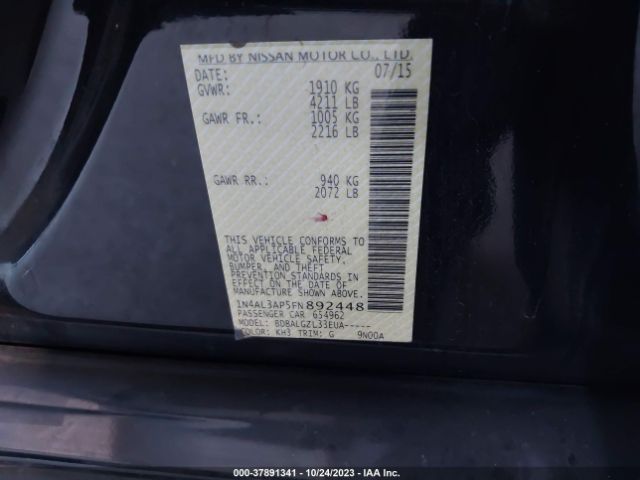 MFD BY NISSAN MOTOR CO., LTD.
DATE: 07/15
GVWR: 1910 KG
4211 LB
GAWR FR.: 1005 KG
2216 LB
GAWR RR.: 940 KG
2072 LB
THIS VEHICLE CONFORMS TO
ALL APPLICABLE FEDERAL
MOTOR VEHICLE SAFETY,
BUMPER, AND THEFT
PREVENTION STANDARDS IN
EFFECT ON THE DATE OF
MANUFACTURE SHOWN ABOVE.
1N4AL3AP5FN892448
PASSENGER CAR 654962
MODEL: BDBALGZL33EUA-----
COLOR: KH3 TRIM: G 9N00A
000-37891341 | 10/24/2023 | IAA Inc.